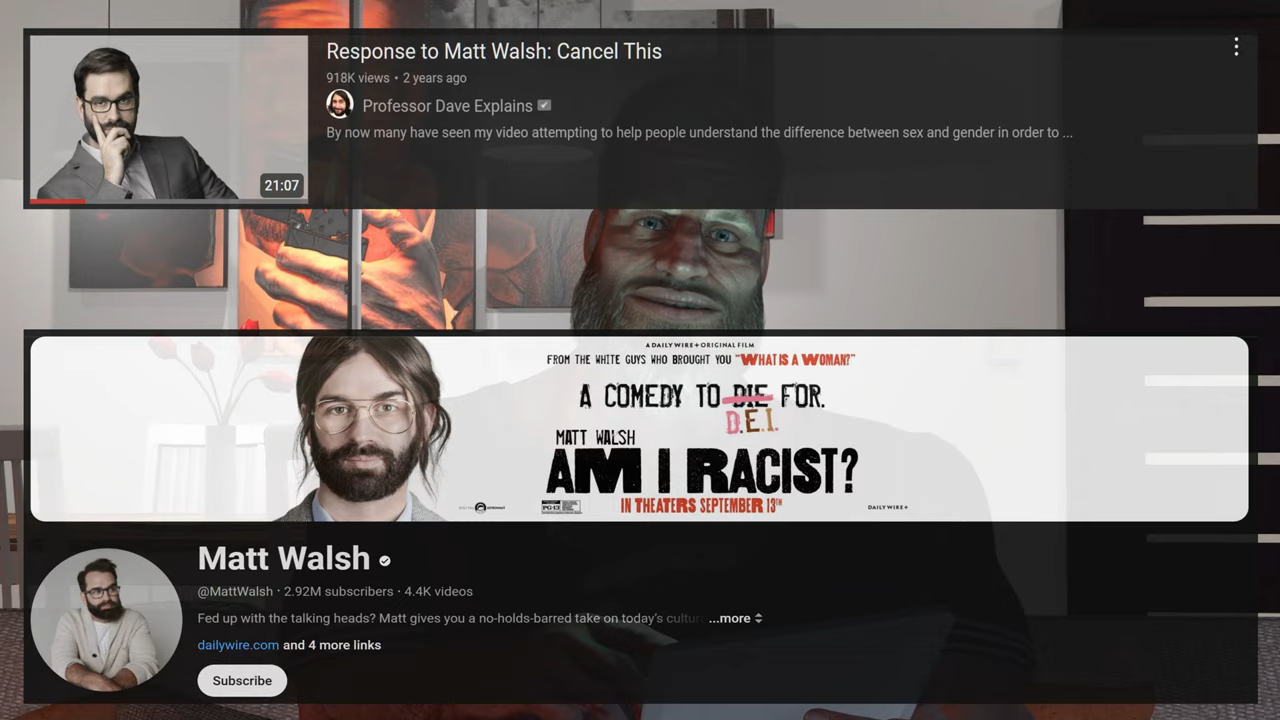 Response to Matt Walsh: Cancel This
918K views • 2 years ago
Professor Dave Explains
By now many have seen my video attempting to help people understand the difference between sex and gender in order to ...
21:07
A DAILY WIRE+ ORIGINAL FILM
FROM THE WHITE GUYS WHO BROUGHT YOU "WHAT IS A WOMAN?"
A COMEDY TO DIE FOR.
D.E.I.
MATT WALSH
AM I RACIST?
PG-13
IN THEATERS SEPTEMBER 13TH
DAILYWIRE+
Matt Walsh
@MattWalsh · 2.92M subscribers · 4.4K videos
Fed up with the talking heads? Matt gives you a no-holds-barred take on today's cultur ...more
dailywire.com and 4 more links
Subscribe